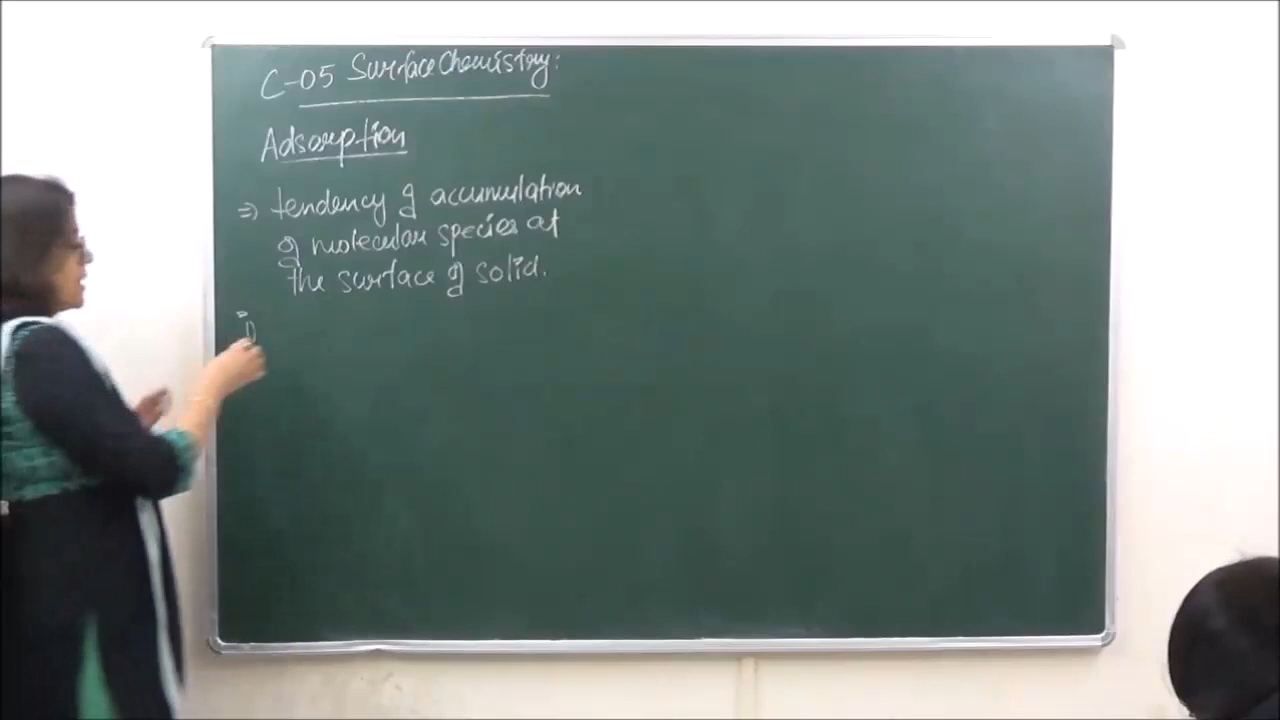 C-05 Surface Chemistry:
Adsorption
⇒ tendency of accumulation
of molecular species at
the surface of solid.
i)